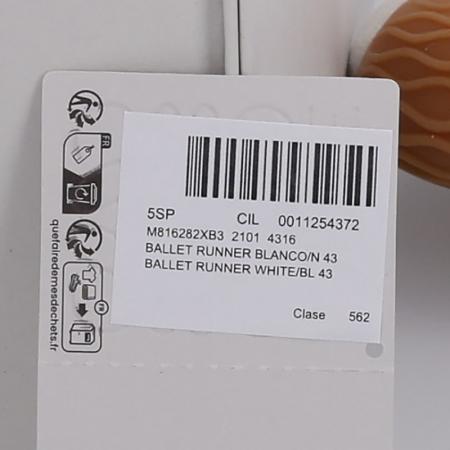 5SP CIL 0011254372
M816282XB3 2101 4316
BALLET RUNNER BLANCO/N 43
BALLET RUNNER WHITE/BL 43
Clase 562
FR
quefairedemesdechets.fr
FR